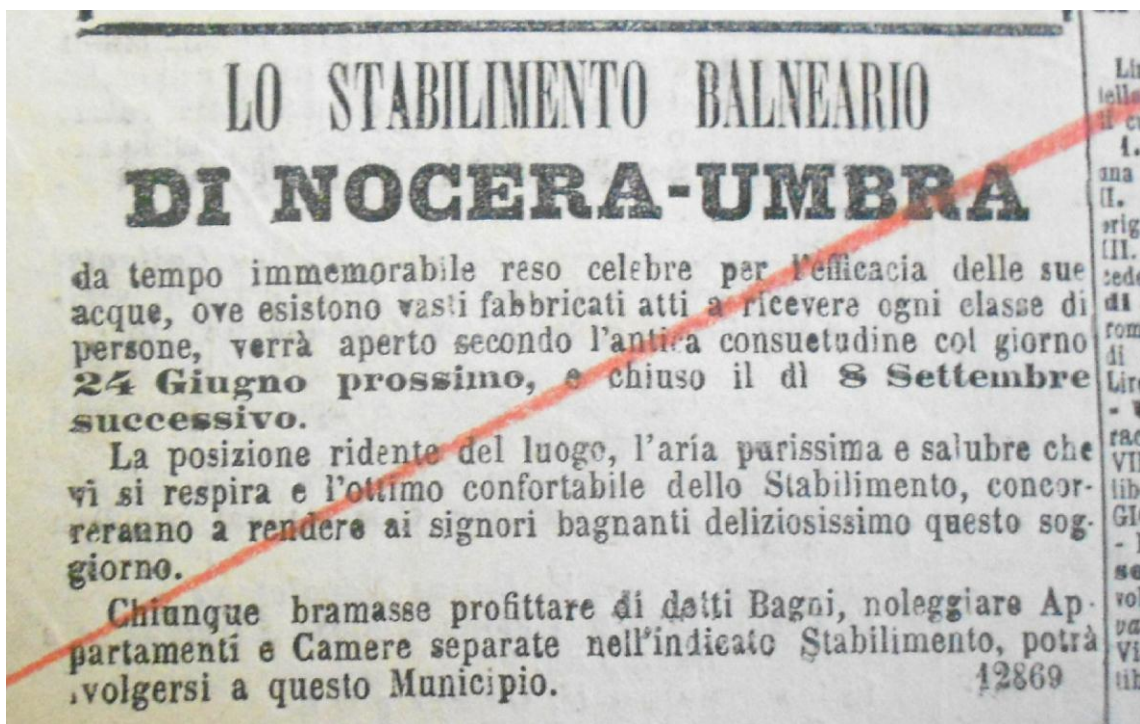 LO STABILIMENTO BALNEARIO
DI NOCERA-UMBRA
da tempo immemorabile reso celebre per l'efficacia delle sue
acque, ove esistono vasti fabbricati atti a ricevere ogni classe di
persone, verrà aperto secondo l'antica consuetudine col giorno
24 Giugno prossimo, e chiuso il dì 8 Settembre
successivo.
La posizione ridente del luogo, l'aria purissima e salubre che
vi si respira e l'ottimo confortabile dello Stabilimento, concor-
reranno a rendere ai signori bagnanti deliziosissimo questo sog-
giorno.
Chiunque bramasse profittare di detti Bagni, noleggiare Ap-
partamenti e Camere separate nell'indicato Stabilimento, potrà
volgersi a questo Municipio. 12869